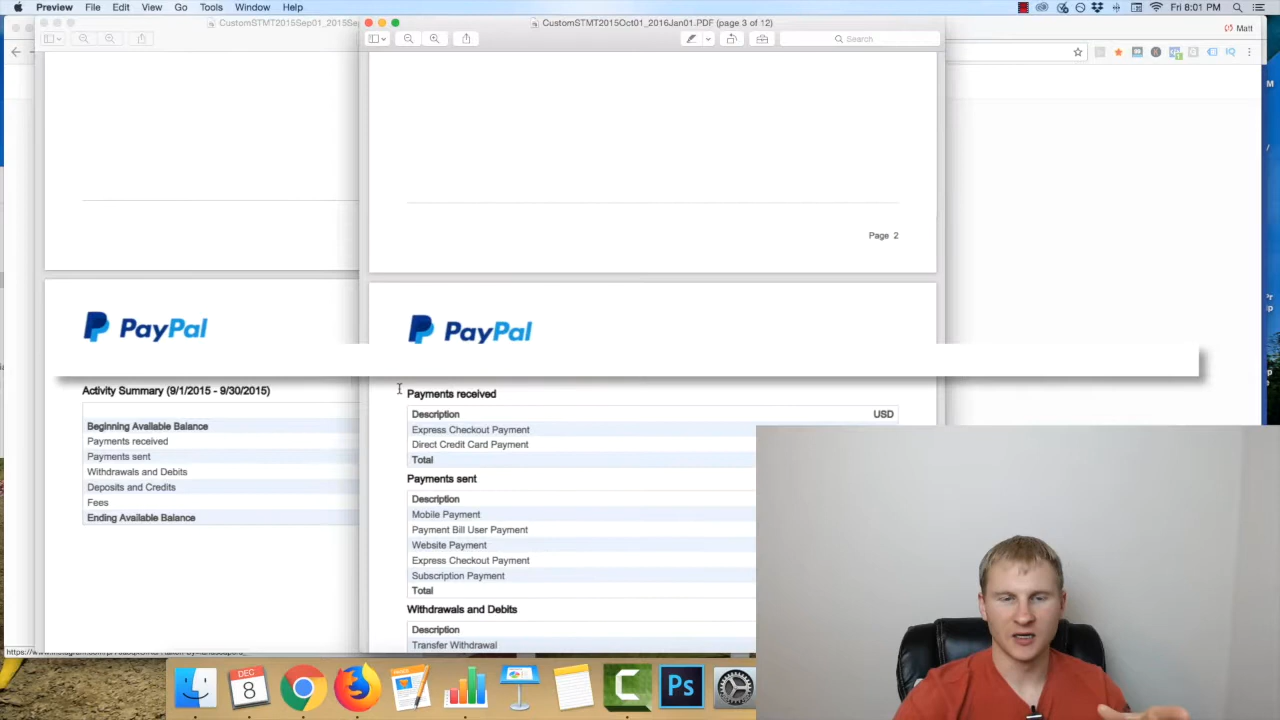 Preview File Edit View Go Tools Window Help
Fri 8:01 PM
CustomSTMT2015Sep01_2015Sep
CustomSTMT2015Oct01_2016Jan01.PDF (page 3 of 12)
Matt
Search
Page 2
PayPal
Activity Summary (9/1/2015 - 9/30/2015)
Beginning Available Balance
Payments received
Payments sent
Withdrawals and Debits
Deposits and Credits
Fees
Ending Available Balance
PayPal
Payments received
Description USD
Express Checkout Payment
Direct Credit Card Payment
Total
Payments sent
Description
Mobile Payment
Payment Bill User Payment
Website Payment
Express Checkout Payment
Subscription Payment
Total
Withdrawals and Debits
Description
Transfer Withdrawal
DEC
8
PAGES
C
Ps